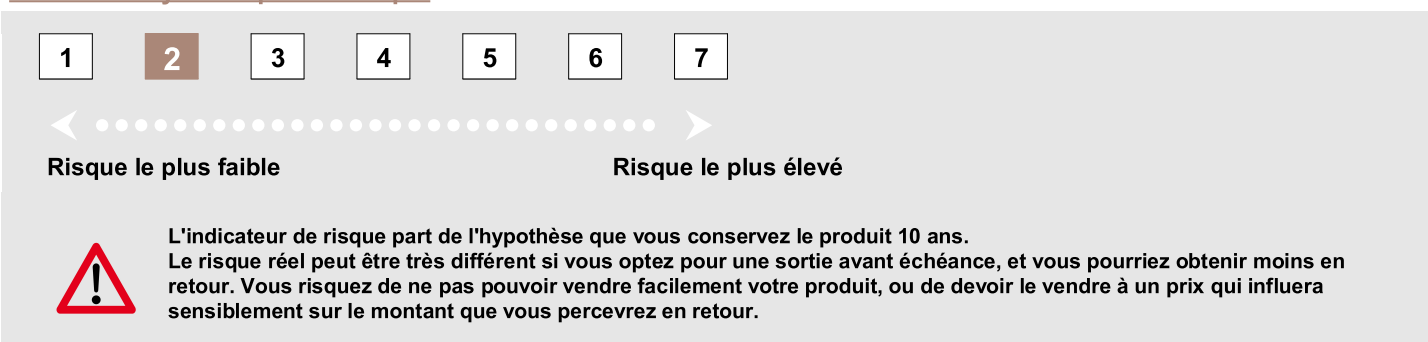 1 2 3 4 5 6 7
Risque le plus faible Risque le plus élevé
L'indicateur de risque part de l'hypothèse que vous conservez le produit 10 ans.
Le risque réel peut être très différent si vous optez pour une sortie avant échéance, et vous pourriez obtenir moins en
retour. Vous risquez de ne pas pouvoir vendre facilement votre produit, ou de devoir le vendre à un prix qui influera
sensiblement sur le montant que vous percevrez en retour.